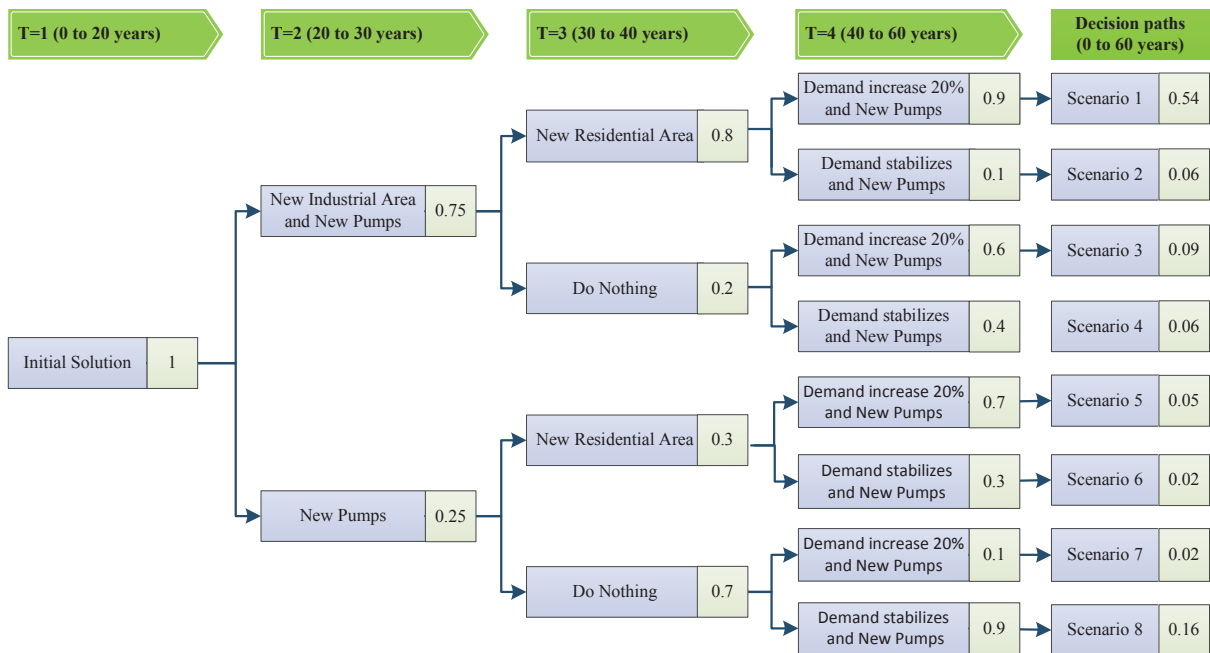 T=1 (0 to 20 years)
T=2 (20 to 30 years)
T=3 (30 to 40 years)
T=4 (40 to 60 years)
Decision paths
(0 to 60 years)
Initial Solution
1
New Industrial Area
and New Pumps
0.75
New Pumps
0.25
New Residential Area
0.8
Do Nothing
0.2
New Residential Area
0.3
Do Nothing
0.7
Demand increase 20%
and New Pumps
0.9
Demand stabilizes
and New Pumps
0.1
Demand increase 20%
and New Pumps
0.6
Demand stabilizes
and New Pumps
0.4
Demand increase 20%
and New Pumps
0.7
Demand stabilizes
and New Pumps
0.3
Demand increase 20%
and New Pumps
0.1
Demand stabilizes
and New Pumps
0.9
Scenario 1
0.54
Scenario 2
0.06
Scenario 3
0.09
Scenario 4
0.06
Scenario 5
0.05
Scenario 6
0.02
Scenario 7
0.02
Scenario 8
0.16